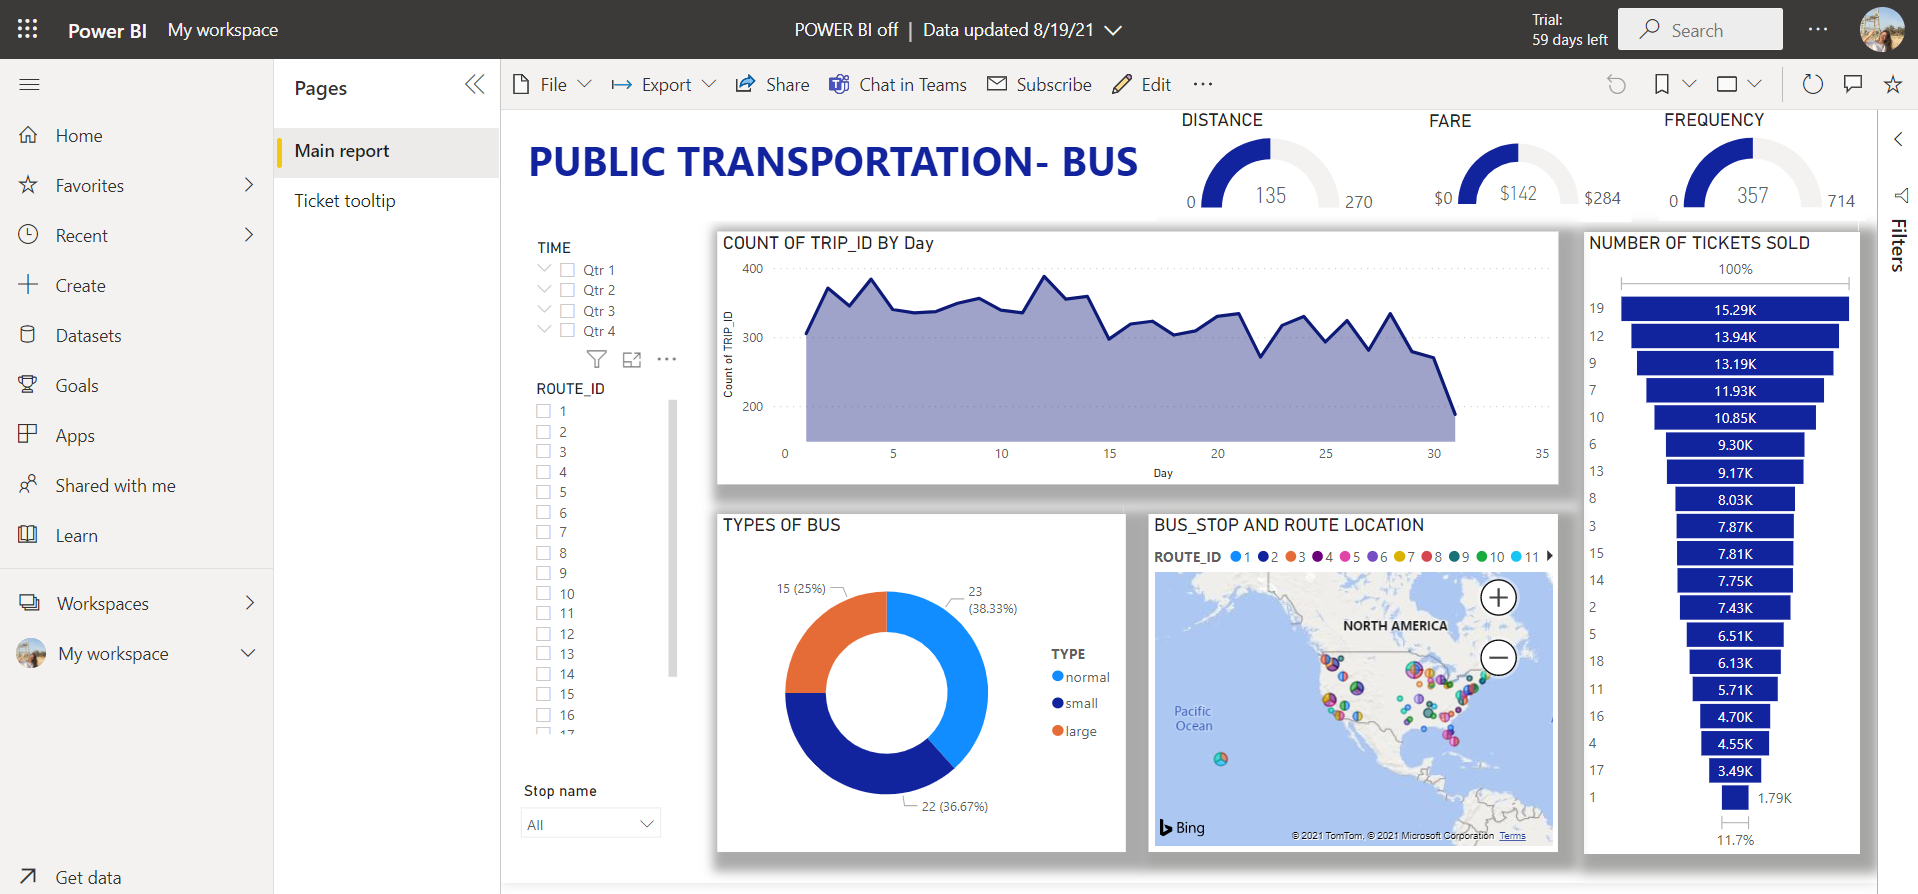 Power BI
My workspace
POWER BI off | Data updated 8/19/21
Trial:
59 days left
Search
Home
Favorites
Recent
Create
Datasets
Goals
Apps
Shared with me
Learn
Workspaces
My workspace
Get data
Pages
Main report
Ticket tooltip
File
Export
Share
Chat in Teams
Subscribe
Edit
PUBLIC TRANSPORTATION- BUS
DISTANCE
0
135
270
FARE
$0
$142
$284
FREQUENCY
0
357
714
Filters
TIME
Qtr 1
Qtr 2
Qtr 3
Qtr 4
ROUTE_ID
1
2
3
4
5
6
7
8
9
10
11
12
13
14
15
16
17
Stop name
All
COUNT OF TRIP_ID BY Day
Count of TRIP_ID
400
300
200
0 5 10 15 20 25 30 35
Day
TYPES OF BUS
15 (25%)
23
(38.33%)
22 (36.67%)
TYPE
normal
small
large
BUS_STOP AND ROUTE LOCATION
ROUTE_ID 1 2 3 4 5 6 7 8 9 10 11
NORTH AMERICA
Pacific
Ocean
Bing
© 2021 TomTom, © 2021 Microsoft Corporation Terms
NUMBER OF TICKETS SOLD
100%
19 15.29K
12 13.94K
9 13.19K
7 11.93K
10 10.85K
6 9.30K
13 9.17K
8 8.03K
3 7.87K
15 7.81K
14 7.75K
2 7.43K
5 6.51K
18 6.13K
11 5.71K
16 4.70K
4 4.55K
17 3.49K
1 1.79K
11.7%